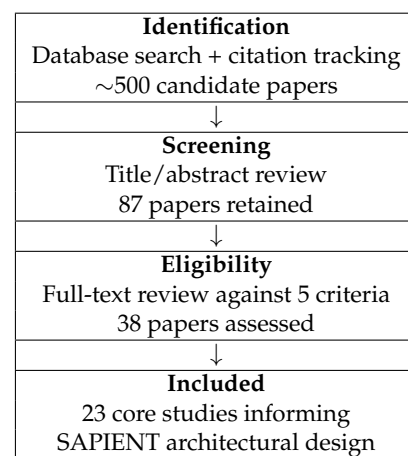 Identification
Database search + citation tracking
∼500 candidate papers
↓
Screening
Title/abstract review
87 papers retained
↓
Eligibility
Full-text review against 5 criteria
38 papers assessed
↓
Included
23 core studies informing
SAPIENT architectural design